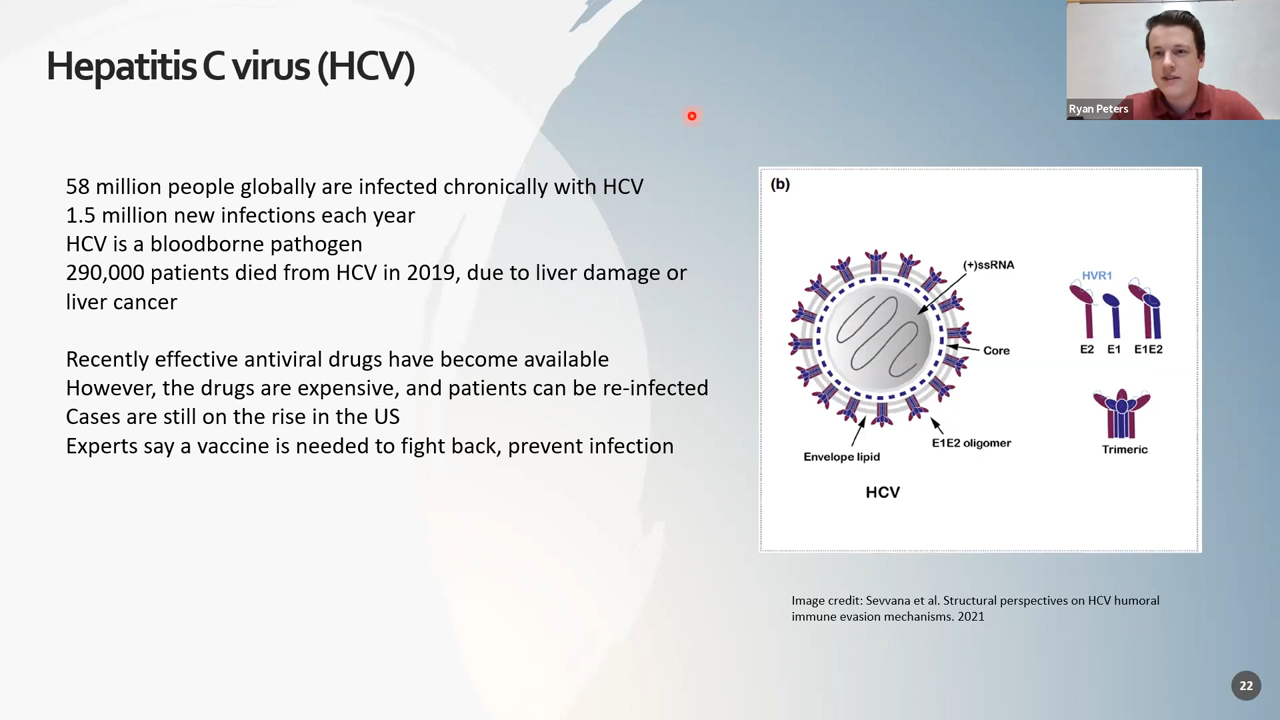 Hepatitis C virus (HCV)
Ryan Peters
58 million people globally are infected chronically with HCV
1.5 million new infections each year
HCV is a bloodborne pathogen
290,000 patients died from HCV in 2019, due to liver damage or
liver cancer
Recently effective antiviral drugs have become available
However, the drugs are expensive, and patients can be re-infected
Cases are still on the rise in the US
Experts say a vaccine is needed to fight back, prevent infection
(b)
(+)ssRNA
Core
E1E2 oligomer
Envelope lipid
HCV
HVR1
E2 E1 E1E2
Trimeric
Image credit: Sevvana et al. Structural perspectives on HCV humoral
immune evasion mechanisms. 2021
22